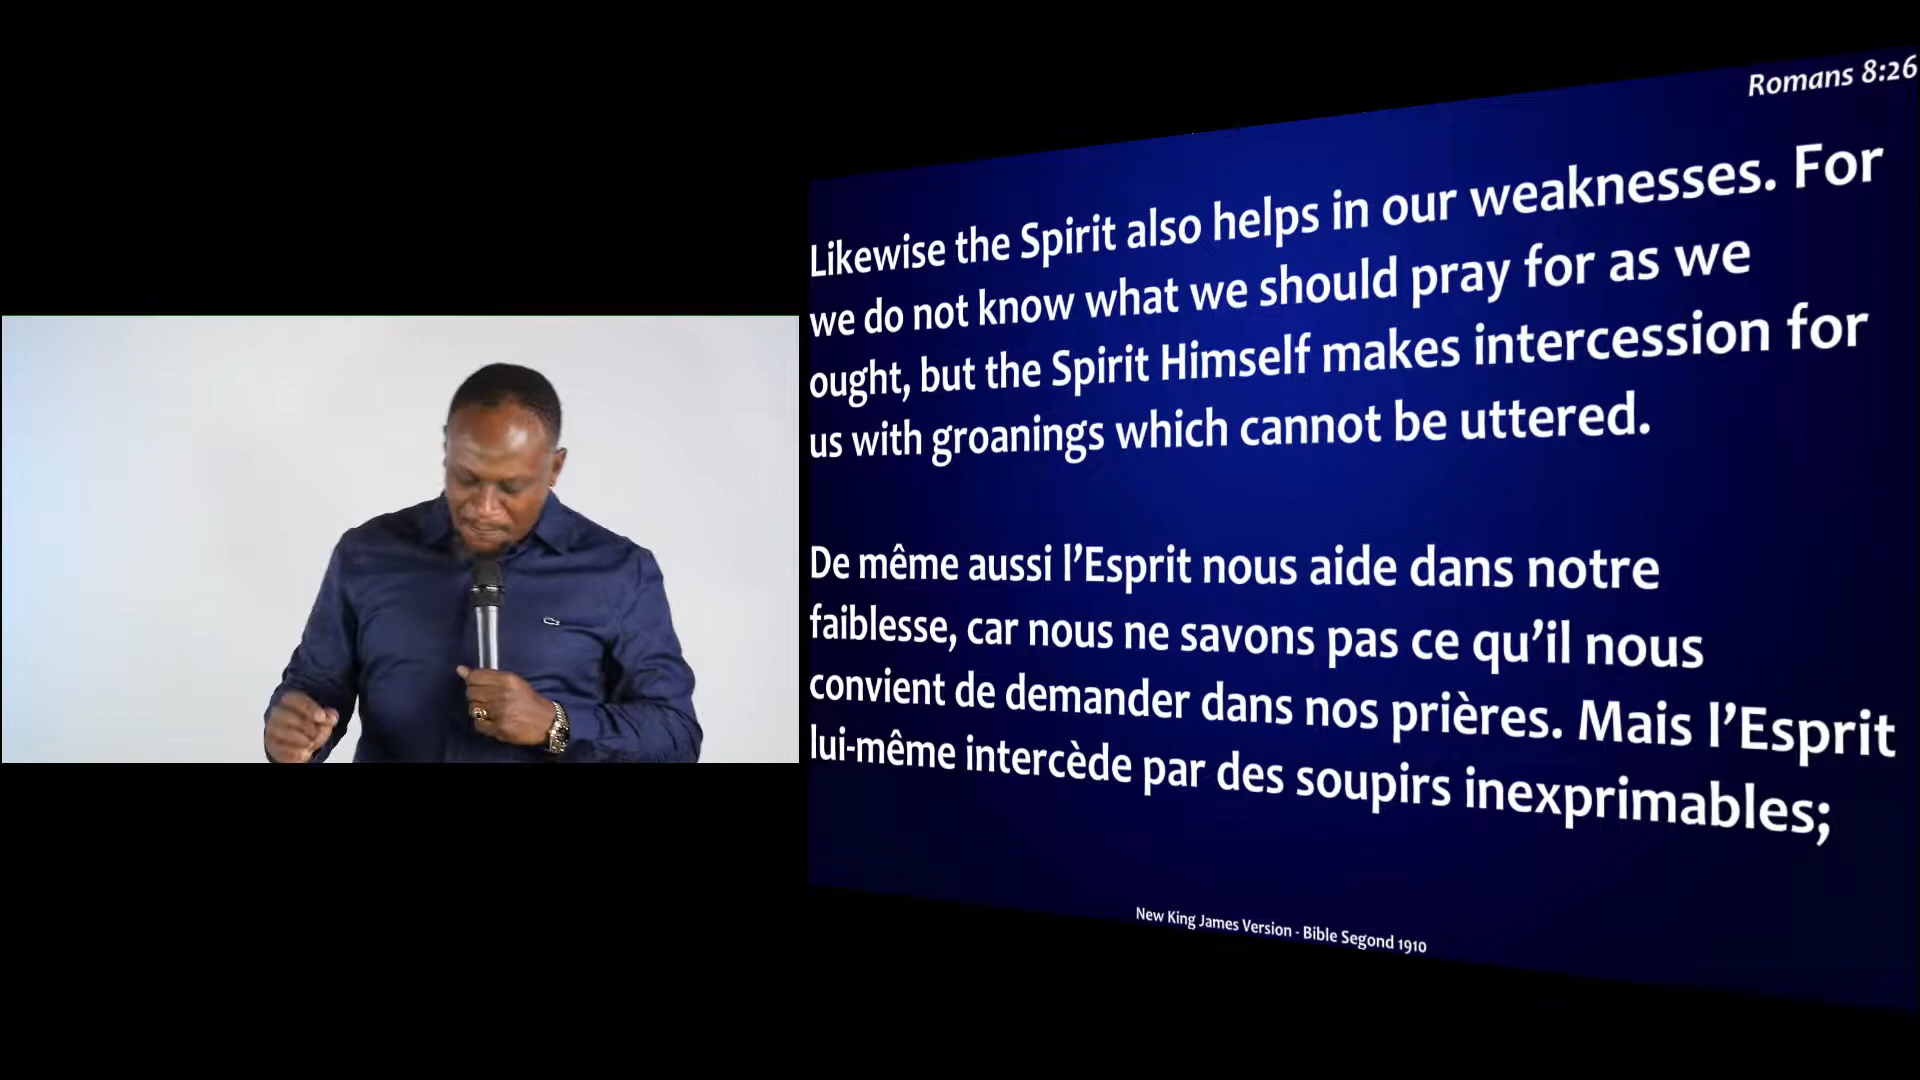 Romans 8:26
Likewise the Spirit also helps in our weaknesses. For
we do not know what we should pray for as we
ought, but the Spirit Himself makes intercession for
us with groanings which cannot be uttered.
De même aussi l’Esprit nous aide dans notre
faiblesse, car nous ne savons pas ce qu’il nous
convient de demander dans nos prières. Mais l’Esprit
lui-même intercède par des soupirs inexprimables;
New King James Version - Bible Segond 1910